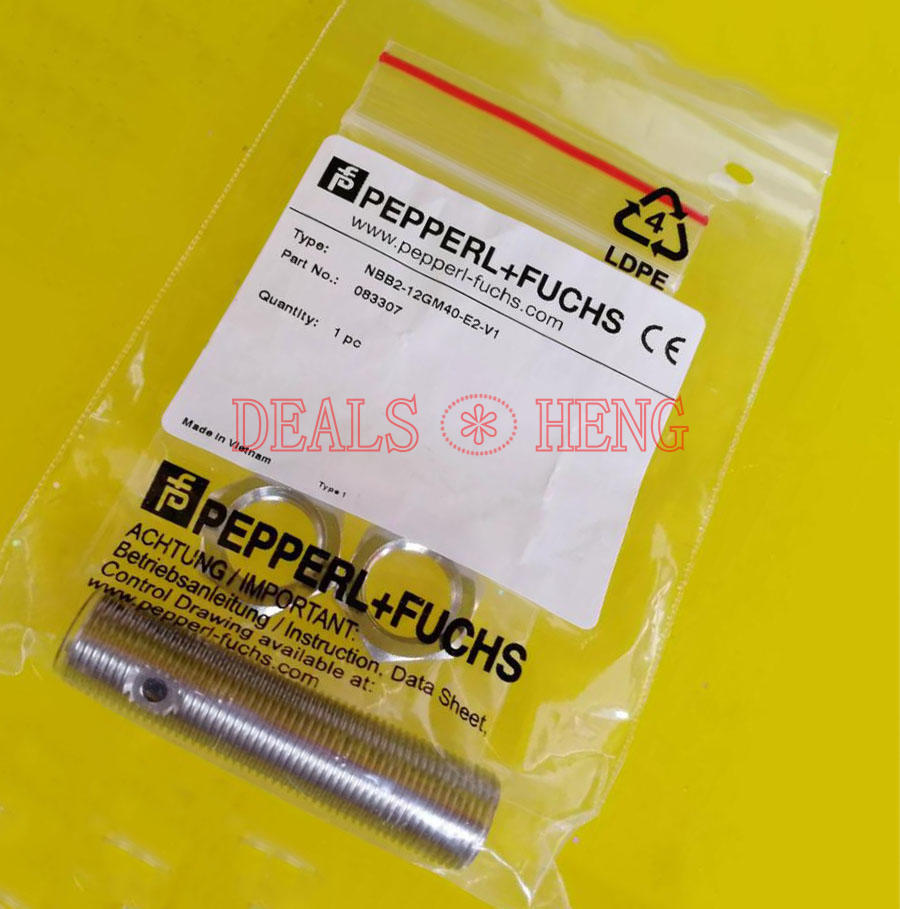 4
LDPE
PEPPERL+FUCHS
www.pepperl-fuchs.com
CE
Type: NBB2-12GM40-E2-V1
Part No.: 083307
Quantity: 1 pc
DEALS HENG
Made in Vietnam
Type 1
PEPPERL+FUCHS
ACHTUNG / IMPORTANT:
Betriebsanleitung / Instruction, Data Sheet,
Control Drawing available at:
www.pepperl-fuchs.com